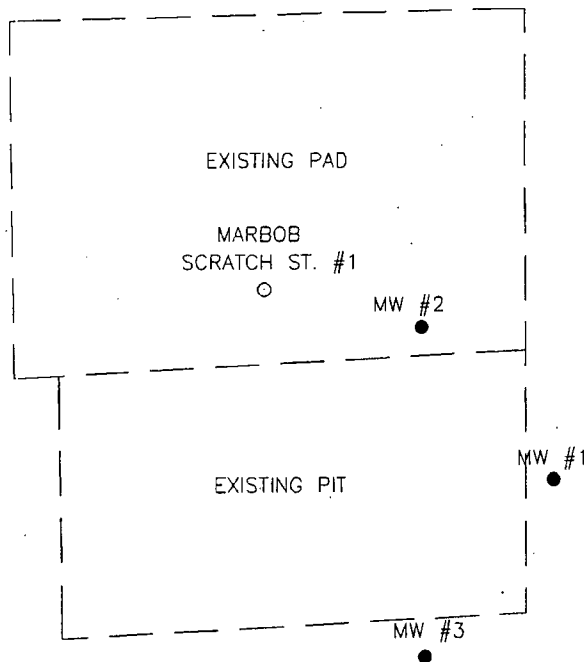 EXISTING PAD
MARBOB
SCRATCH ST. #1
MW #2
MW #1
EXISTING PIT
MW #3